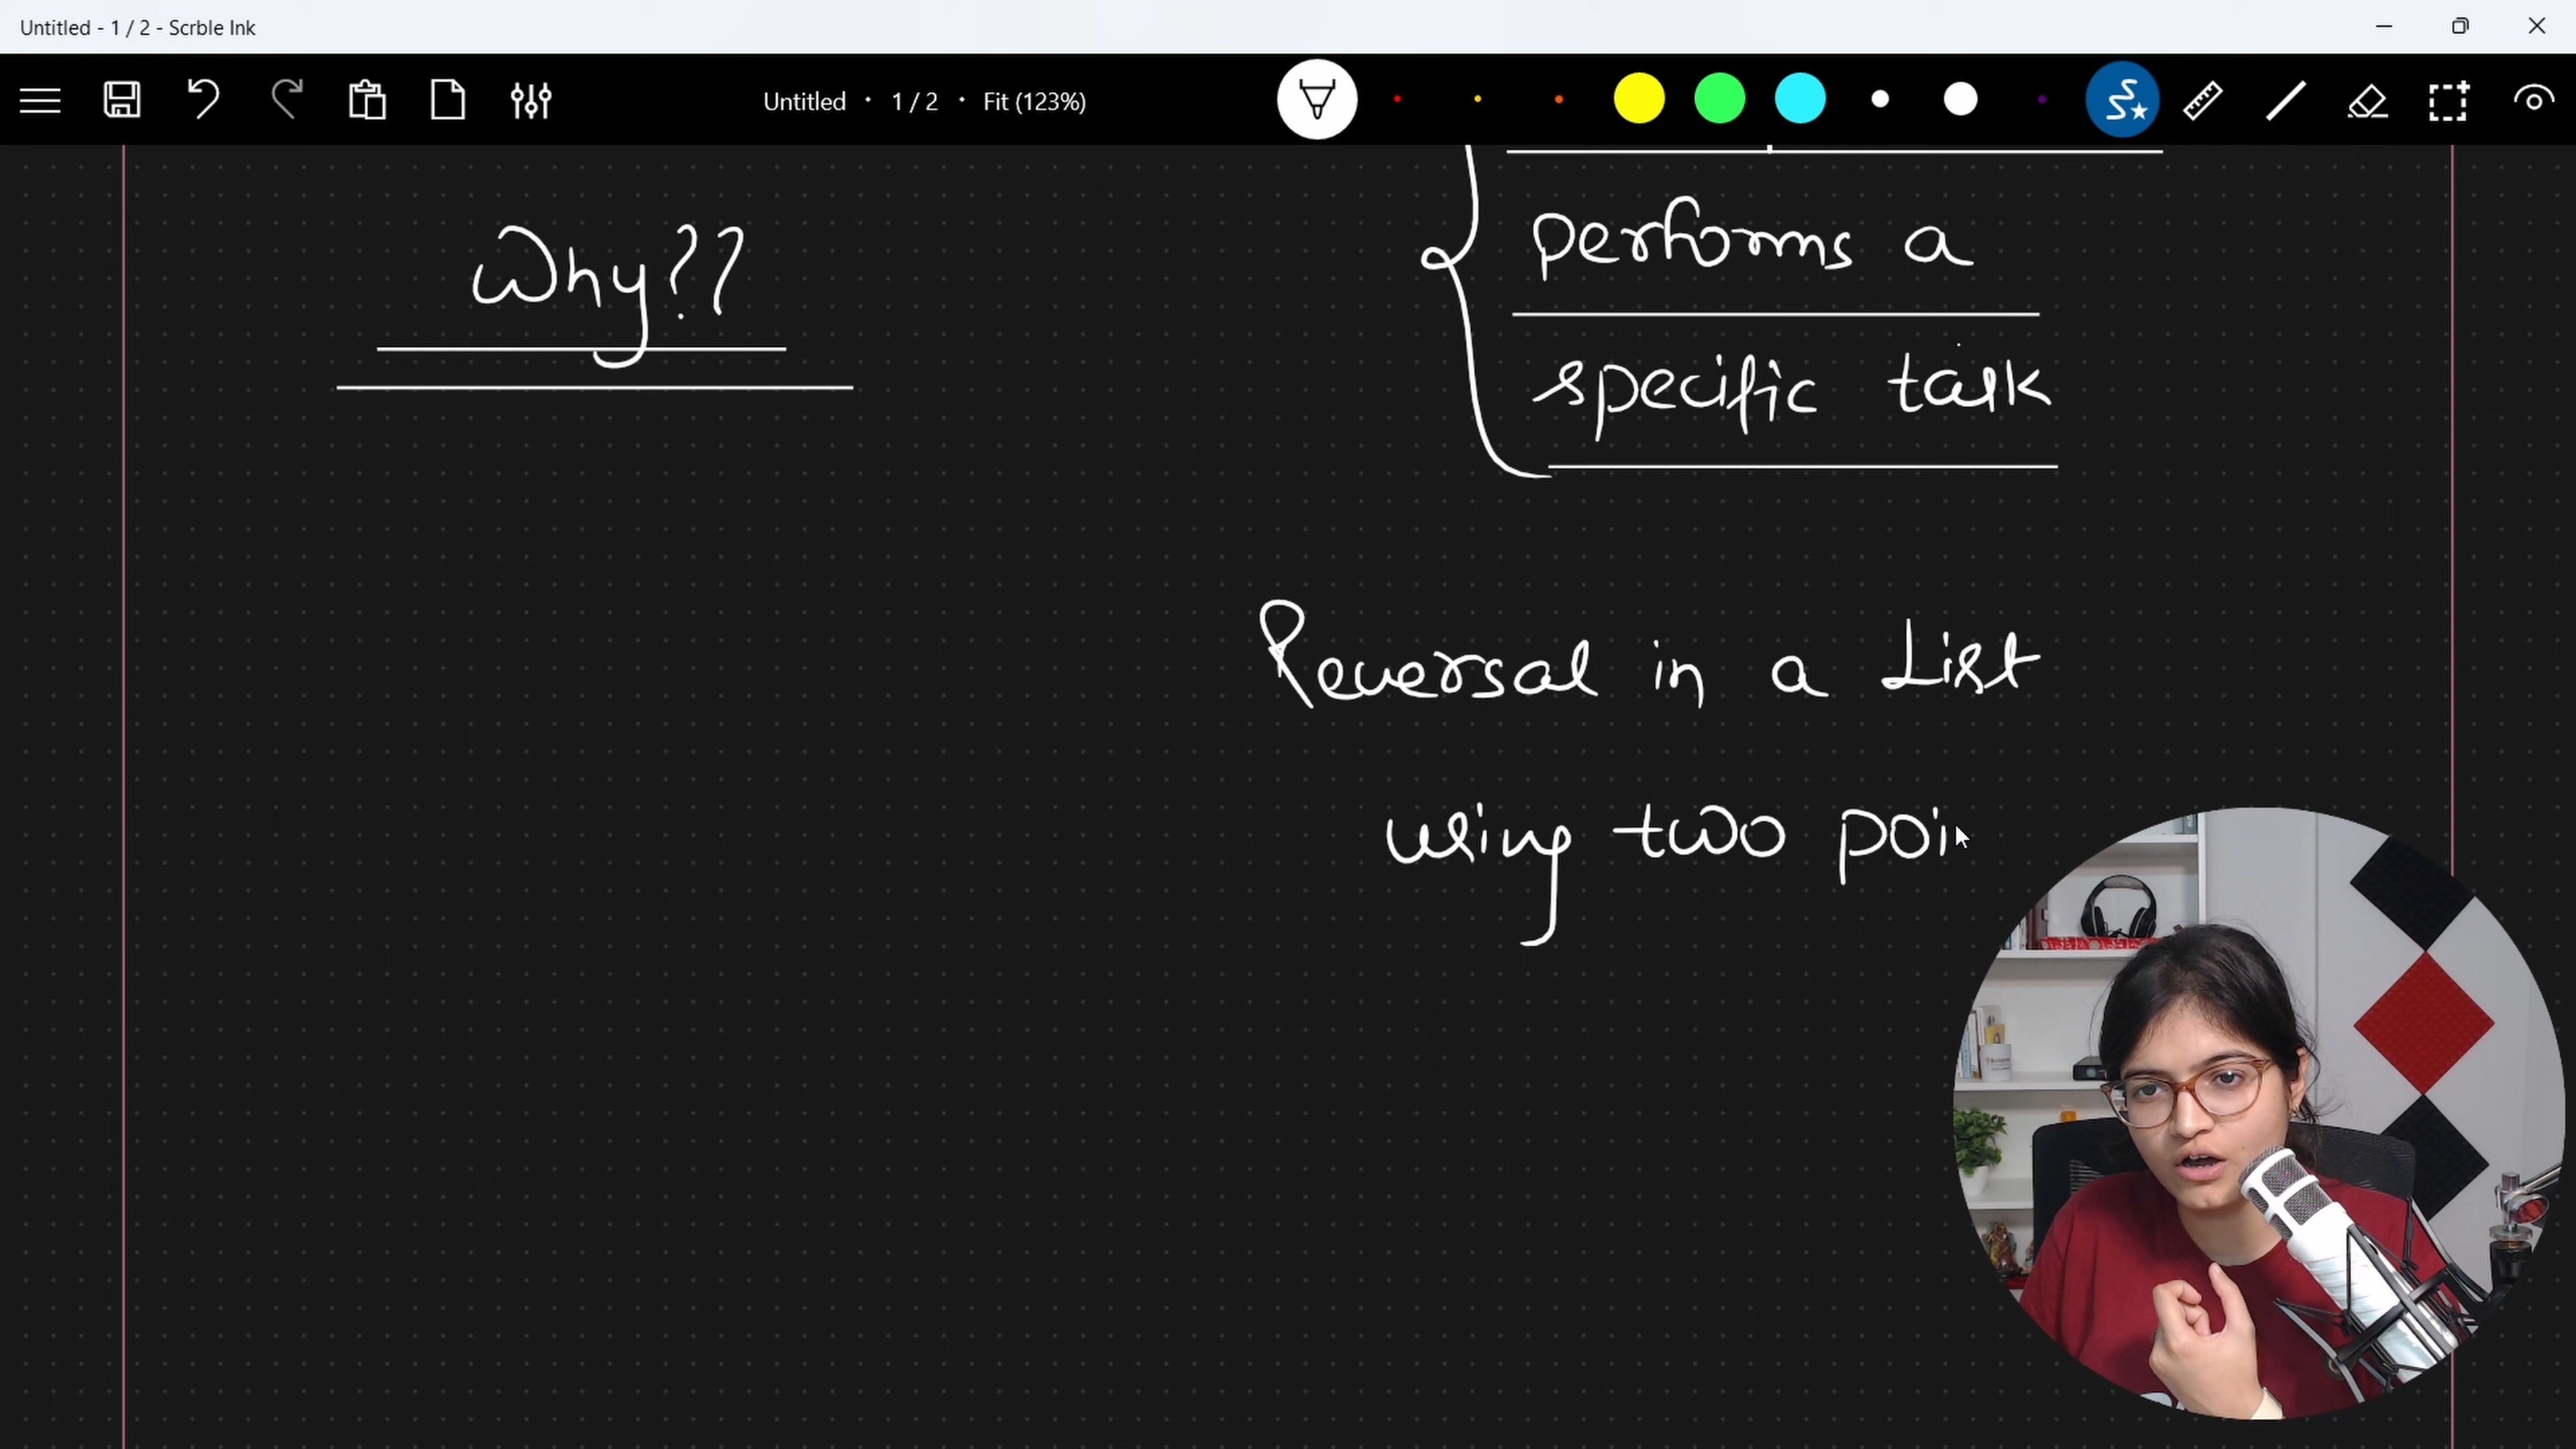 Untitled - 1 / 2 - Scrble Ink
Untitled • 1 / 2 • Fit (123%)
Why??
performs a
specific task
Reversal in a List
using two poi